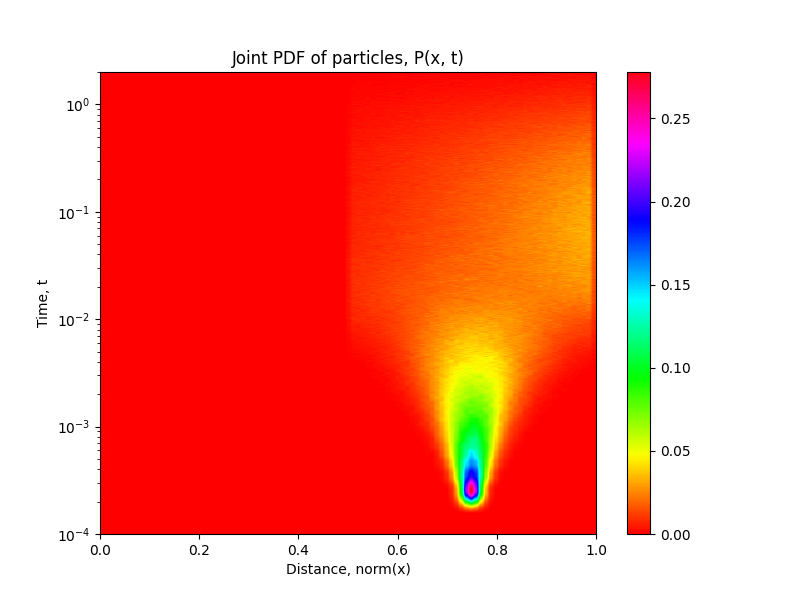 Joint PDF of particles, P(x, t)
10⁰
10⁻¹
10⁻²
10⁻³
10⁻⁴
Time, t
0.0 0.2 0.4 0.6 0.8 1.0
Distance, norm(x)
0.25
0.20
0.15
0.10
0.05
0.00